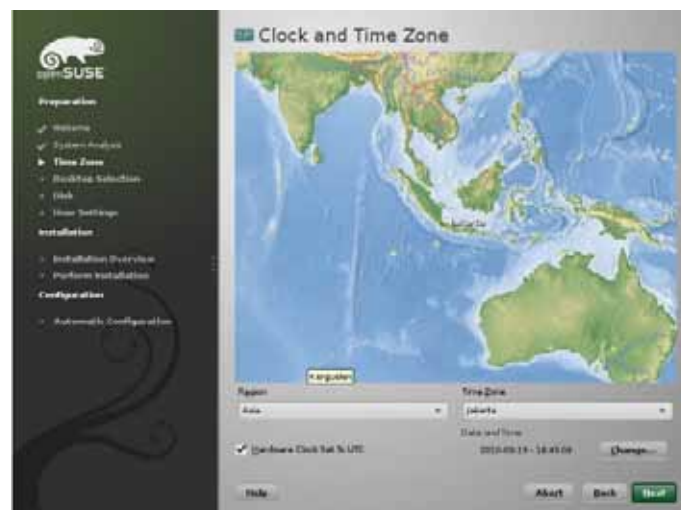 Clock and Time Zone
openSUSE
Preparation
Welcome
System Analysis
Time Zone
Desktop Selection
Disk
User Settings
Installation
Installation Overview
Perform Installation
Configuration
Automatic Configuration
Jakarta
Kerguelen
Region
Asia
Time Zone
Jakarta
Hardware Clock Set To UTC
Date and Time
Change...
Help
Abort
Back
Next